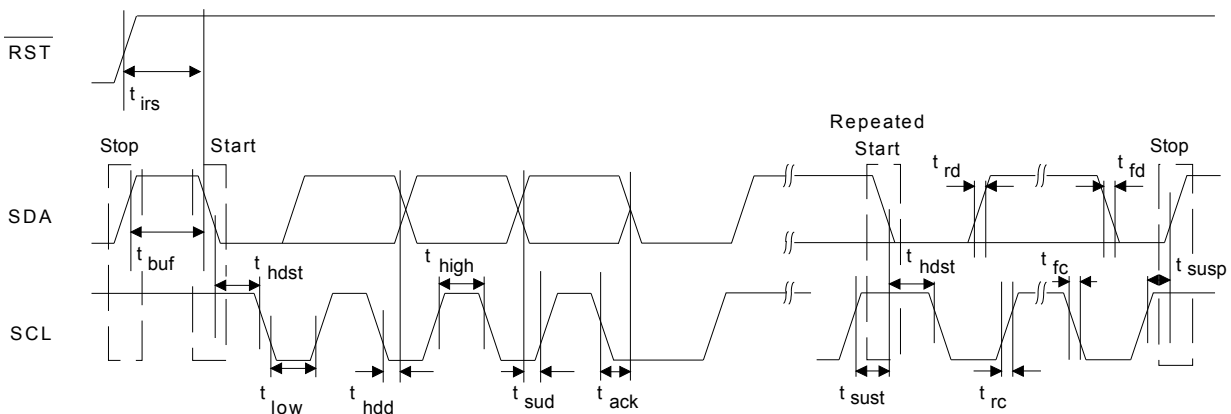 RST
t irs
Repeated
Stop
Start
Start
Stop
t rd
t fd
SDA
t buf
t hdst
t high
t hdst
t fc
t susp
SCL
t low
t hdd
t sud
t ack
t sust
t rc